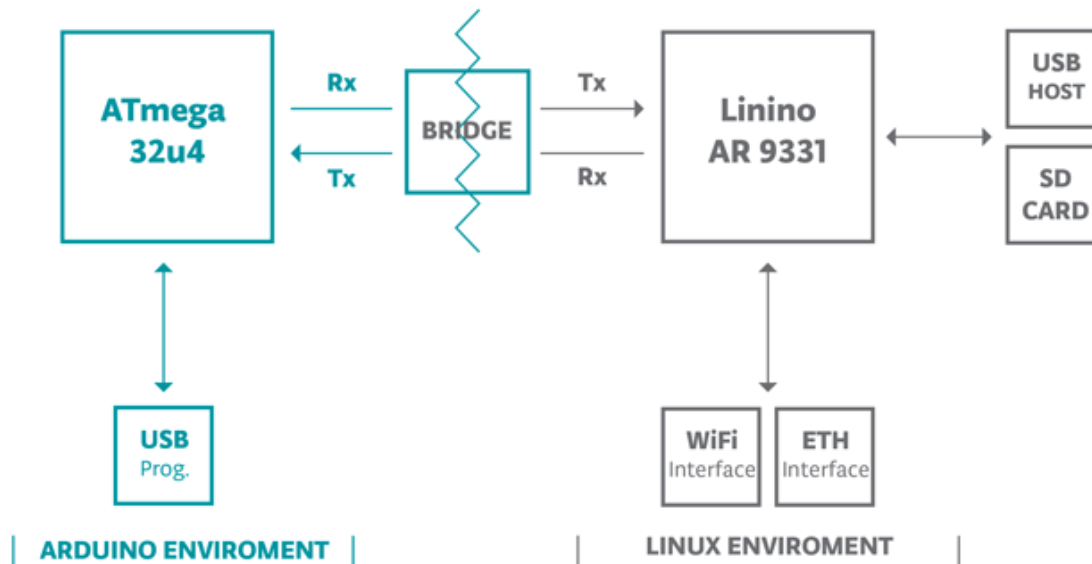 ATmega
32u4
Rx
Tx
BRIDGE
Tx
Rx
Linino
AR 9331
USB
HOST
SD
CARD
USB
Prog.
WiFi
Interface
ETH
Interface
ARDUINO ENVIROMENT
LINUX ENVIROMENT